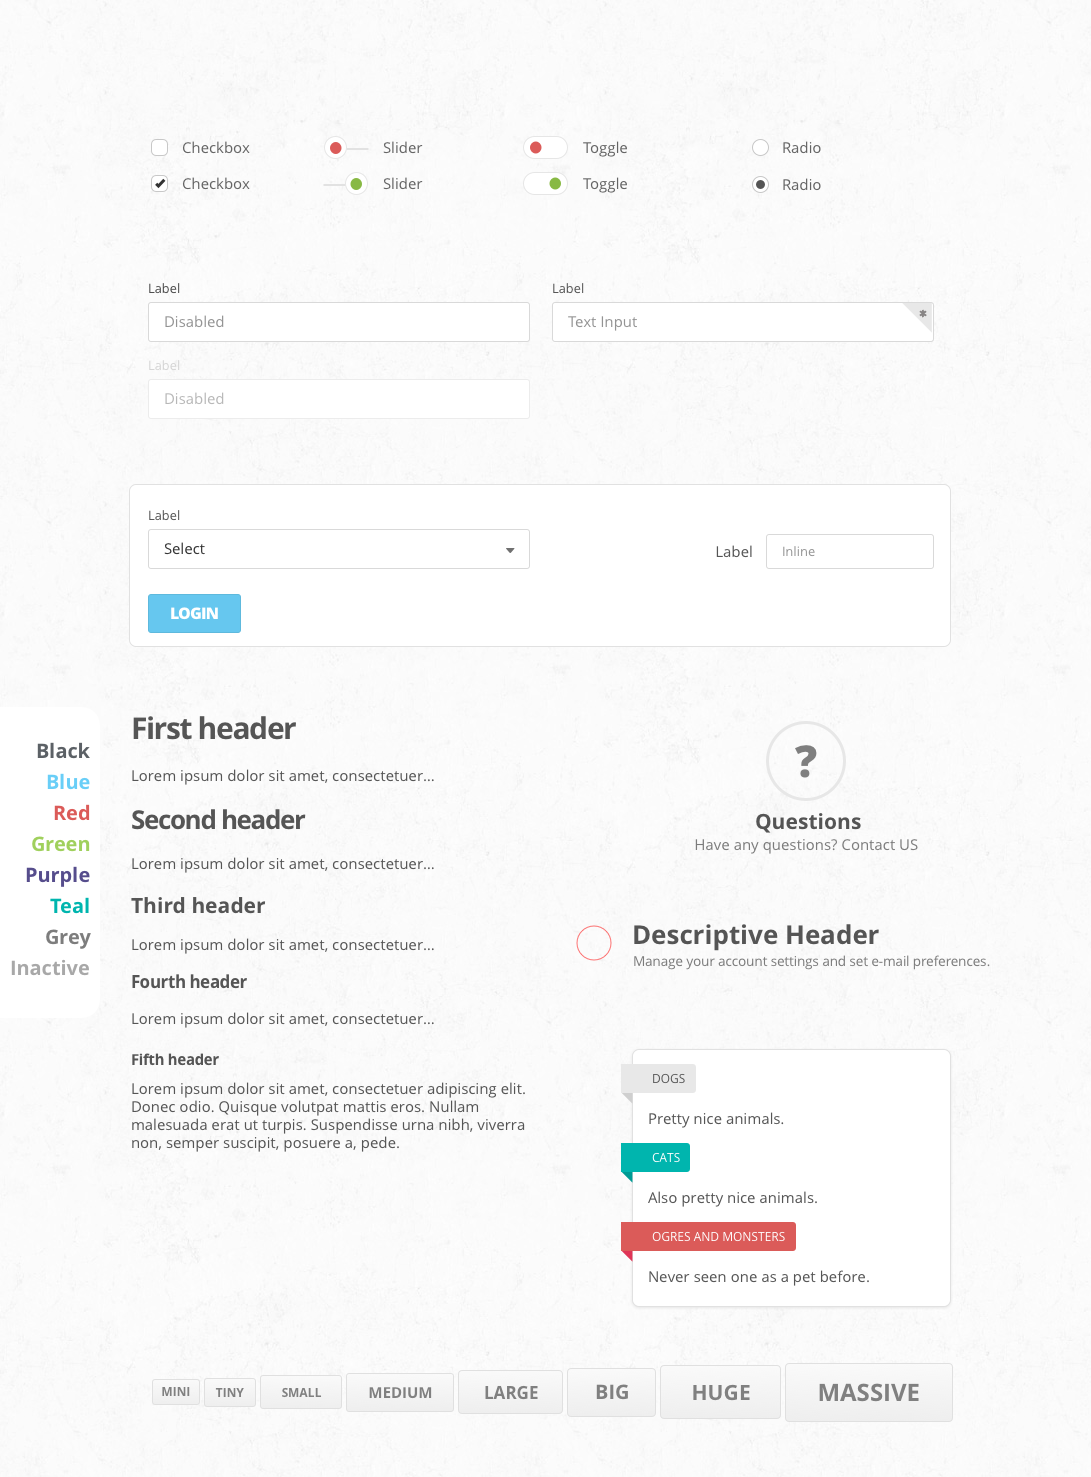 Checkbox Slider Toggle Radio
Checkbox Slider Toggle Radio
Label Label
Disabled Text Input *
Label
Disabled
Label
Select
Label Inline
LOGIN
Black
Blue
Red
Green
Purple
Teal
Grey
Inactive
First header
Lorem ipsum dolor sit amet, consectetuer...
Second header
Lorem ipsum dolor sit amet, consectetuer...
Third header
Lorem ipsum dolor sit amet, consectetuer...
Fourth header
Lorem ipsum dolor sit amet, consectetuer...
Fifth header
Lorem ipsum dolor sit amet, consectetuer adipiscing elit.
Donec odio. Quisque volutpat mattis eros. Nullam
malesuada erat ut turpis. Suspendisse urna nibh, viverra
non, semper suscipit, posuere a, pede.
?
Questions
Have any questions? Contact US
Descriptive Header
Manage your account settings and set e-mail preferences.
DOGS
Pretty nice animals.
CATS
Also pretty nice animals.
OGRES AND MONSTERS
Never seen one as a pet before.
MINI TINY SMALL MEDIUM LARGE BIG HUGE MASSIVE